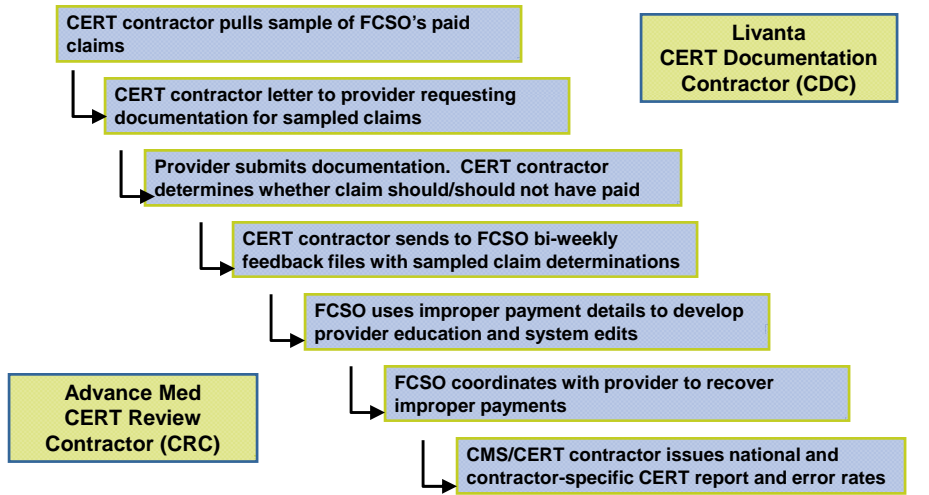 CERT contractor pulls sample of FCSO's paid
claims
Livanta
CERT Documentation
Contractor (CDC)
CERT contractor letter to provider requesting
documentation for sampled claims
Provider submits documentation.  CERT contractor
determines whether claim should/should not have paid
CERT contractor sends to FCSO bi-weekly
feedback files with sampled claim determinations
FCSO uses improper payment details to develop
provider education and system edits
Advance Med
CERT Review
Contractor (CRC)
FCSO coordinates with provider to recover
improper payments
CMS/CERT contractor issues national and
contractor-specific CERT report and error rates